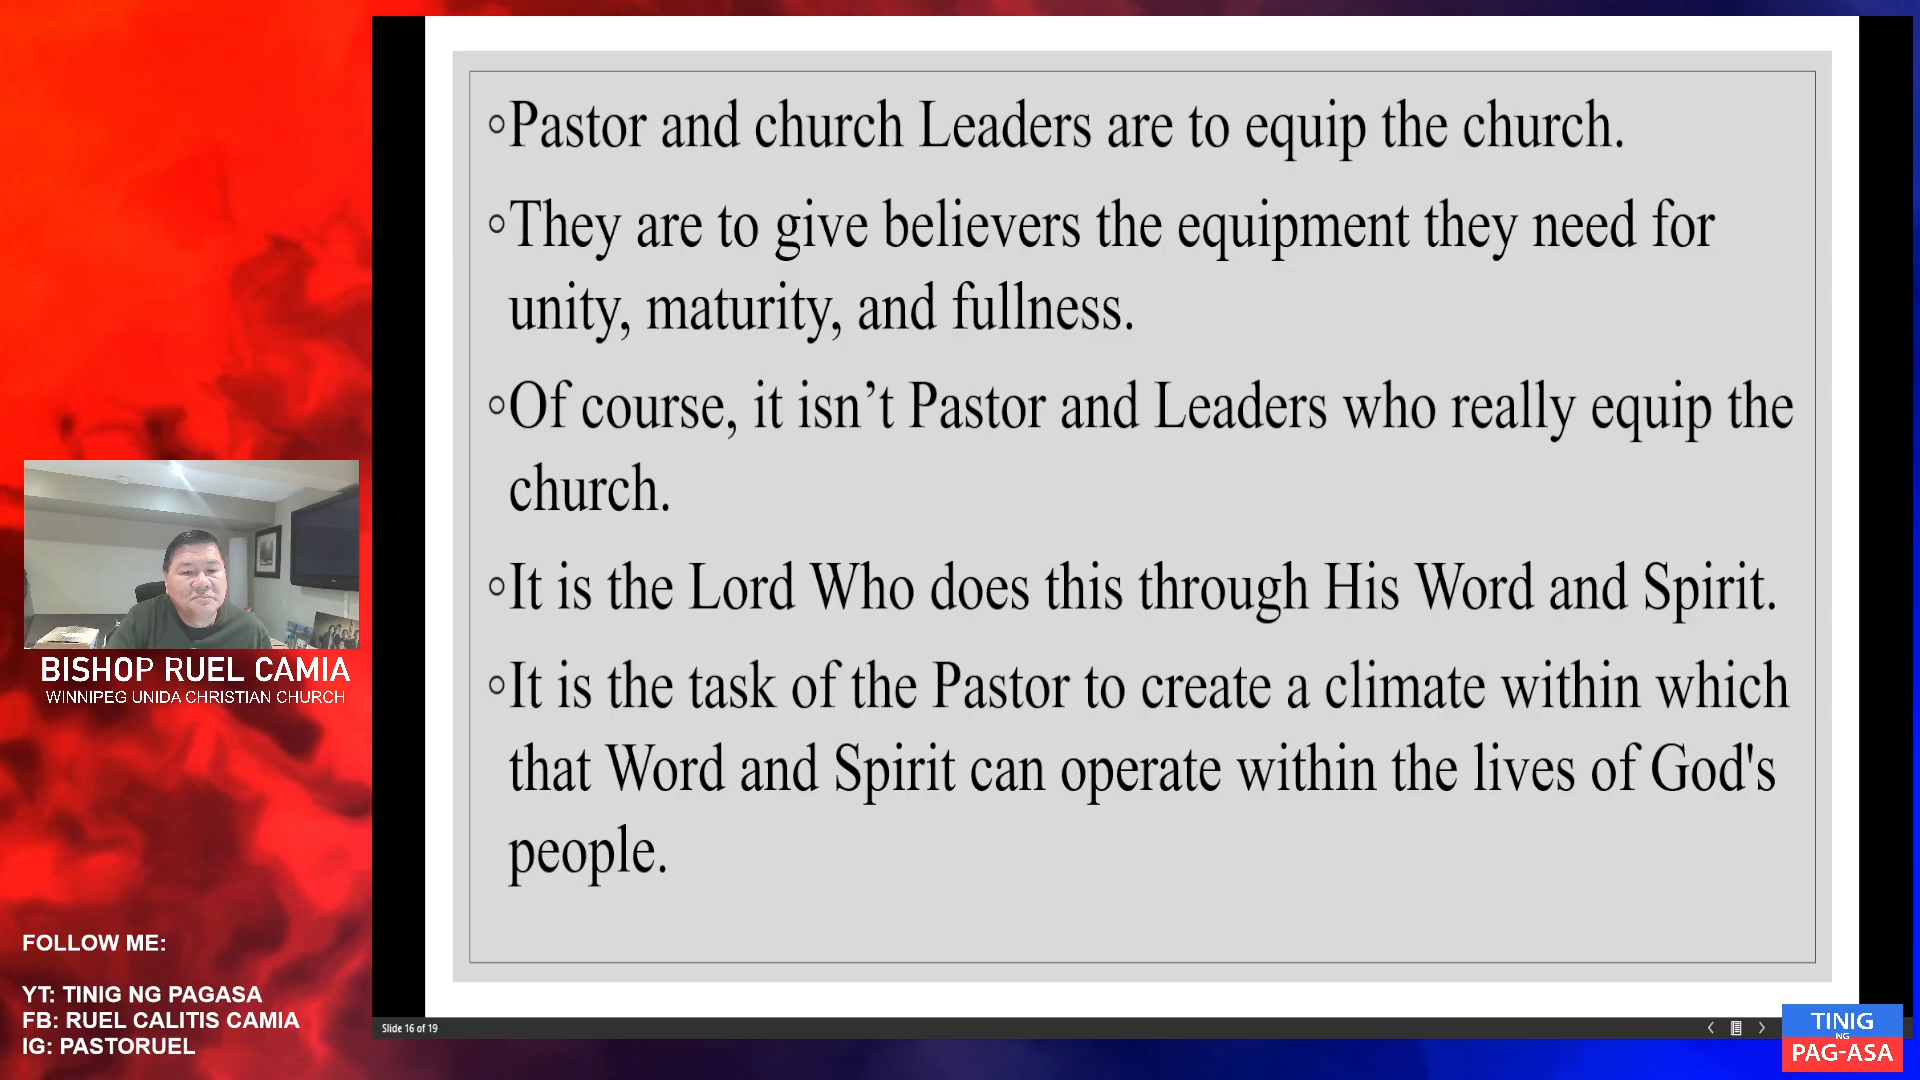 ◦Pastor and church Leaders are to equip the church.
◦They are to give believers the equipment they need for
unity, maturity, and fullness.
◦Of course, it isn’t Pastor and Leaders who really equip the
church.
◦It is the Lord Who does this through His Word and Spirit.
◦It is the task of the Pastor to create a climate within which
that Word and Spirit can operate within the lives of God's
people.
BISHOP RUEL CAMIA
WINNIPEG UNIDA CHRISTIAN CHURCH
FOLLOW ME:
YT: TINIG NG PAGASA
FB: RUEL CALITIS CAMIA
IG: PASTORUEL
Slide 16 of 19
TINIG
NG
PAG-ASA